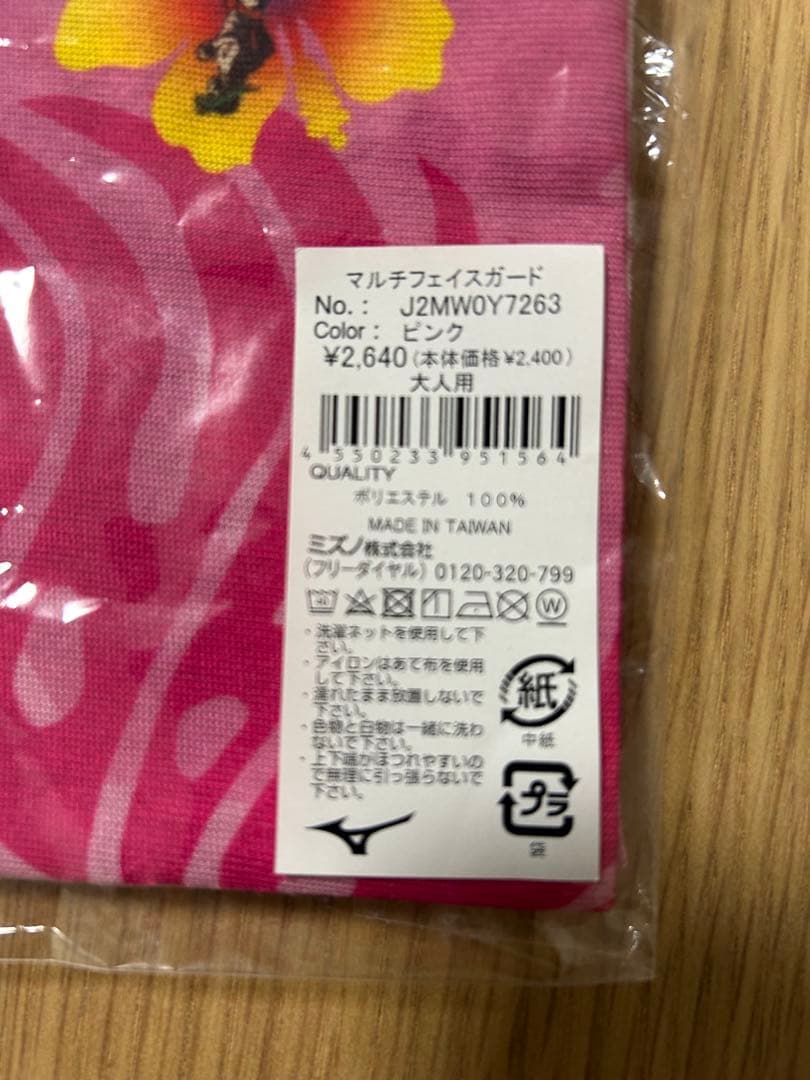 マルチフェイスガード
No.： J2MW0Y7263
Color： ピンク
¥2,640（本体価格¥2,400）
大人用
4 550233 951564
QUALITY
ポリエステル 100%
MADE IN TAIWAN
ミズノ株式会社
（フリーダイヤル）0120-320-799
40
W
・洗濯ネットを使用して下
さい。
・アイロンはあて布を使用
して下さい。
・濡れたまま放置しないで
下さい。
・色物と白物は一緒に洗わ
ないで下さい。
・上下端がほつれやすいの
で無理に引っ張らないで
下さい。
紙
中紙
プラ
袋